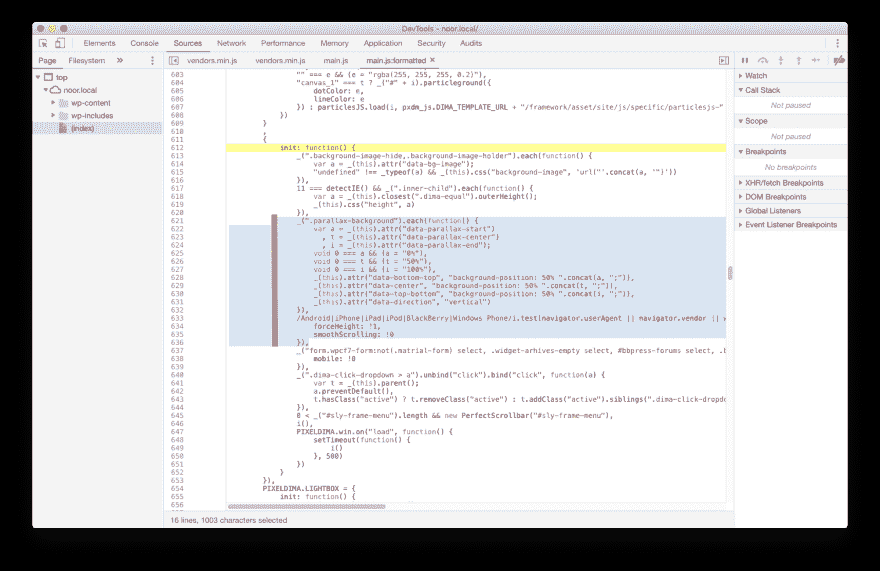 DevTools - noor.local/
Elements Console Sources Network Performance Memory Application Security Audits
Page Filesystem »
vendors.min.js vendors.min.js main.js main.js:formatted ×
top
noor.local
wp-content
wp-includes
(index)
603 "" === e && (e = "rgba(255, 255, 255, 0.2)"),
604 "canvas_1" === t ? _("#" + i).particleground({
605 dotColor: e,
606 lineColor: e
607 }) : particlesJS.load(i, pxdm_js.DIMA_TEMPLATE_URL + "/framework/asset/site/js/specific/particlesjs-"
608 })
609 }
610 ,
611 {
612 init: function() {
613 _(".background-image-hide,.background-image-holder").each(function() {
614 var a = _(this).attr("data-bg-image");
615 "undefined" !== _typeof(a) && _(this).css("background-image", 'url("'.concat(a, '")'))
616 }),
617 11 === detectIE() && _(".inner-child").each(function() {
618 var a = _(this).closest(".dima-equal").outerHeight();
619 _(this).css("height", a)
620 }),
621 _(".parallax-background").each(function() {
622 var a = _(this).attr("data-parallax-start")
623 , t = _(this).attr("data-parallax-center")
624 , i = _(this).attr("data-parallax-end");
625 void 0 === a && (a = "0%"),
626 void 0 === t && (t = "50%"),
627 void 0 === i && (i = "100%"),
628 _(this).attr("data-bottom-top", "background-position: 50% ".concat(a, ";")),
629 _(this).attr("data-center", "background-position: 50% ".concat(t, ";")),
630 _(this).attr("data-top-bottom", "background-position: 50% ".concat(i, ";")),
631 _(this).attr("data-direction", "vertical")
632 }),
633 /Android|iPhone|iPad|iPod|BlackBerry|Windows Phone/i.test(navigator.userAgent || navigator.vendor ||
634 forceHeight: !1,
635 smoothScrolling: !0
636 }),
637 _("form.wpcf7-form:not(.matrial-form) select, .widget-arhives-empty select, #bbpress-forums select,
638 mobile: !0
639 }),
640 _(".dima-click-dropdown > a").unbind("click").bind("click", function(a) {
641 var t = _(this).parent();
642 a.preventDefault(),
643 t.hasClass("active") ? t.removeClass("active") : t.addClass("active").siblings(".dima-click-dropdo
644 }),
645 0 < _("#sly-frame-menu").length && new PerfectScrollbar("#sly-frame-menu"),
646 i(),
647 PIXELDIMA.win.on("load", function() {
648 setTimeout(function() {
649 i()
650 }, 500)
651 })
652 }
653 }),
654 PIXELDIMA.LIGHTBOX = {
655 init: function() {
656
16 lines, 1003 characters selected
Watch
Call Stack
Not paused
Scope
Not paused
Breakpoints
No breakpoints
XHR/fetch Breakpoints
DOM Breakpoints
Global Listeners
Event Listener Breakpoints